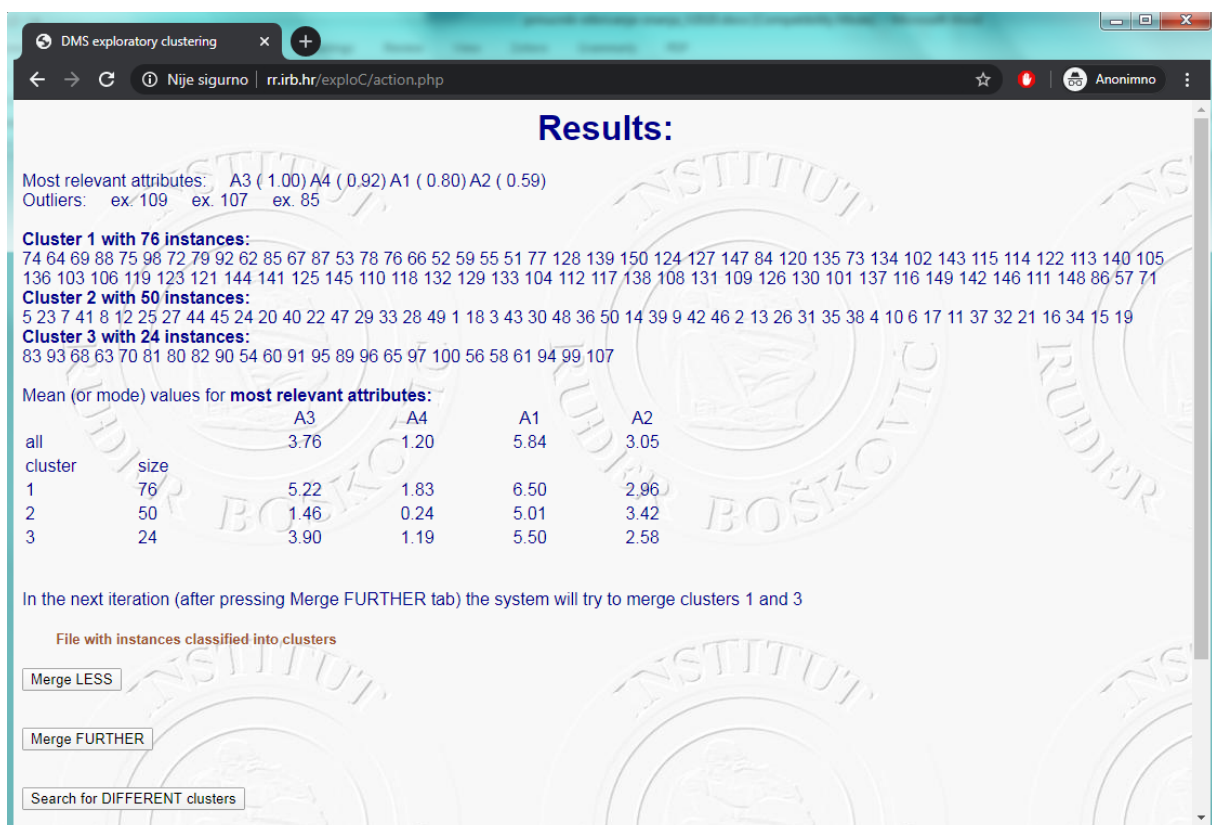 DMS exploratory clustering
Nije sigurno | rr.irb.hr/exploC/action.php
Anonimno
Results:
Most relevant attributes: A3 ( 1.00) A4 ( 0.92) A1 ( 0.80) A2 ( 0.59)
Outliers: ex. 109 ex. 107 ex. 85
Cluster 1 with 76 instances:
74 64 69 88 75 98 72 79 92 62 85 67 87 53 78 76 66 52 59 55 51 77 128 139 150 124 127 147 84 120 135 73 134 102 143 115 114 122 113 140 105
136 103 106 119 123 121 144 141 125 145 110 118 132 129 133 104 112 117 138 108 131 109 126 130 101 137 116 149 142 146 111 148 86 57 71
Cluster 2 with 50 instances:
5 23 7 41 8 12 25 27 44 45 24 20 40 22 47 29 33 28 49 1 18 3 43 30 48 36 50 14 39 9 42 46 2 13 26 31 35 38 4 10 6 17 11 37 32 21 16 34 15 19
Cluster 3 with 24 instances:
83 93 68 63 70 81 80 82 90 54 60 91 95 89 96 65 97 100 56 58 61 94 99 107
Mean (or mode) values for most relevant attributes:
A3 A4 A1 A2
all 3.76 1.20 5.84 3.05
cluster size
1 76 5.22 1.83 6.50 2.96
2 50 1.46 0.24 5.01 3.42
3 24 3.90 1.19 5.50 2.58
In the next iteration (after pressing Merge FURTHER tab) the system will try to merge clusters 1 and 3
File with instances classified into clusters
Merge LESS
Merge FURTHER
Search for DIFFERENT clusters
INSTITUT
RUĐER BOŠKOVIĆ